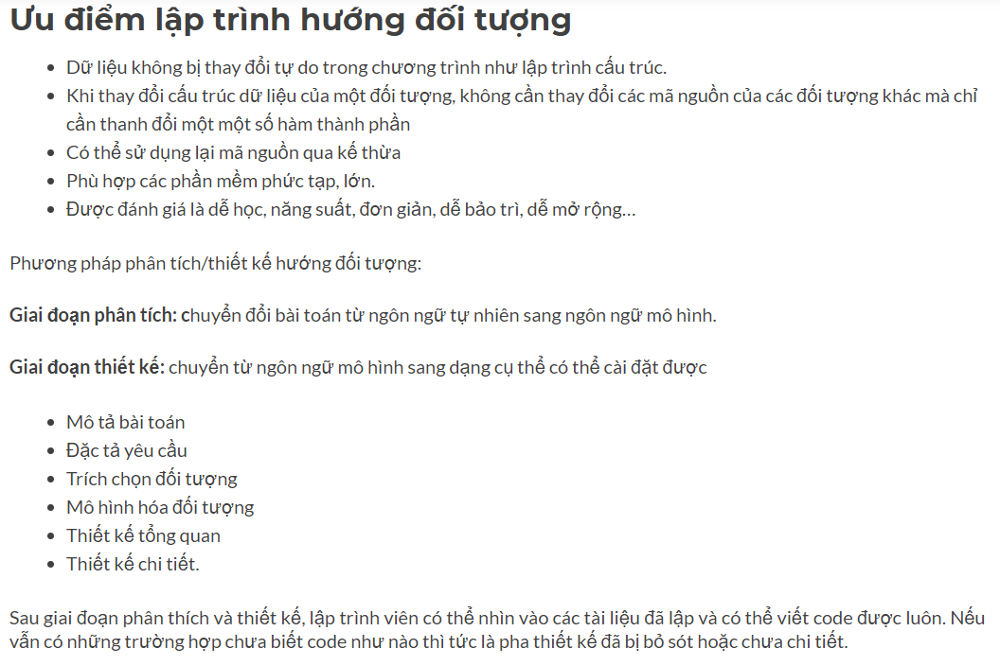 Ưu điểm lập trình hướng đối tượng
• Dữ liệu không bị thay đổi tự do trong chương trình như lập trình cấu trúc.
• Khi thay đổi cấu trúc dữ liệu của một đối tượng, không cần thay đổi các mã nguồn của các đối tượng khác mà chỉ
cần thanh đổi một một số hàm thành phần
• Có thể sử dụng lại mã nguồn qua kế thừa
• Phù hợp các phần mềm phức tạp, lớn.
• Được đánh giá là dễ học, năng suất, đơn giản, dễ bảo trì, dễ mở rộng...
Phương pháp phân tích/thiết kế hướng đối tượng:
Giai đoạn phân tích: chuyển đổi bài toán từ ngôn ngữ tự nhiên sang ngôn ngữ mô hình.
Giai đoạn thiết kế: chuyển từ ngôn ngữ mô hình sang dạng cụ thể có thể cài đặt được
• Mô tả bài toán
• Đặc tả yêu cầu
• Trích chọn đối tượng
• Mô hình hóa đối tượng
• Thiết kế tổng quan
• Thiết kế chi tiết.
Sau giai đoạn phân thích và thiết kế, lập trình viên có thể nhìn vào các tài liệu đã lập và có thể viết code được luôn. Nếu
vẫn có những trường hợp chưa biết code như nào thì tức là pha thiết kế đã bị bỏ sót hoặc chưa chi tiết.